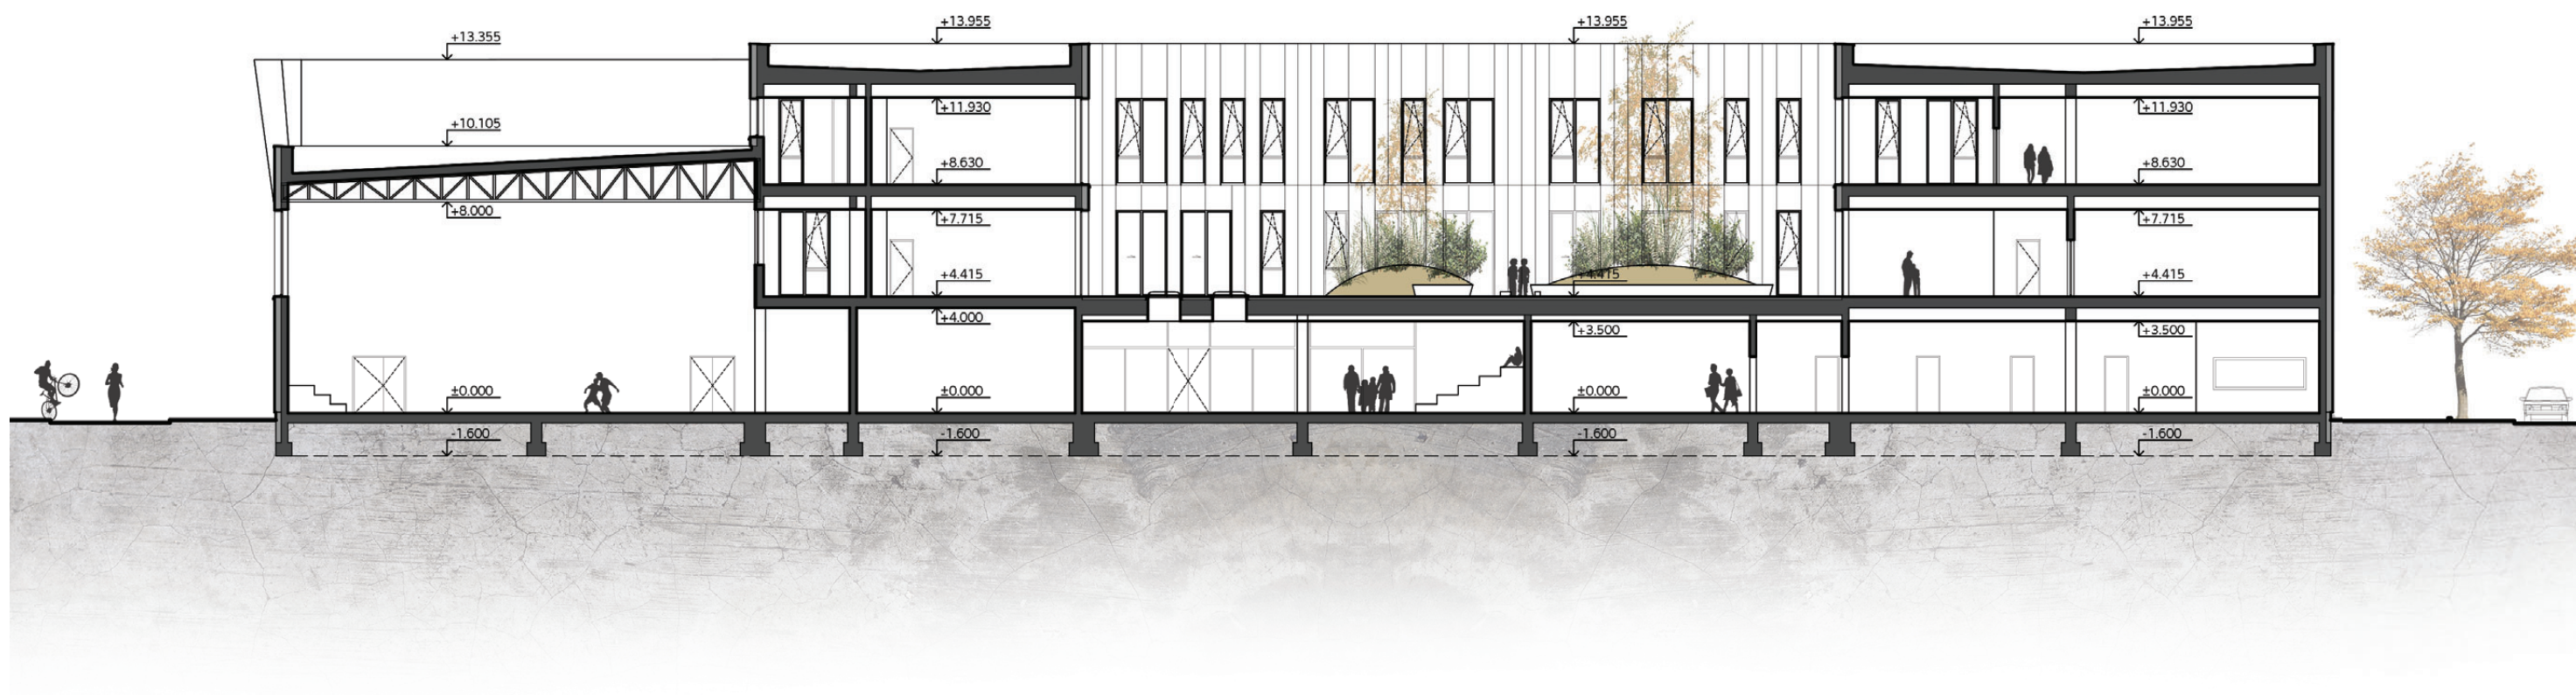 +13.955 +13.955 +13.955
+13.355
+11.930 +11.930
+10.105
+8.630 +8.630
+8.000 +7.715 +7.715
+4.415 +4.415 +4.415
+4.000 +3.500 +3.500
±0.000 ±0.000 ±0.000 ±0.000
-1.600 -1.600 -1.600 -1.600